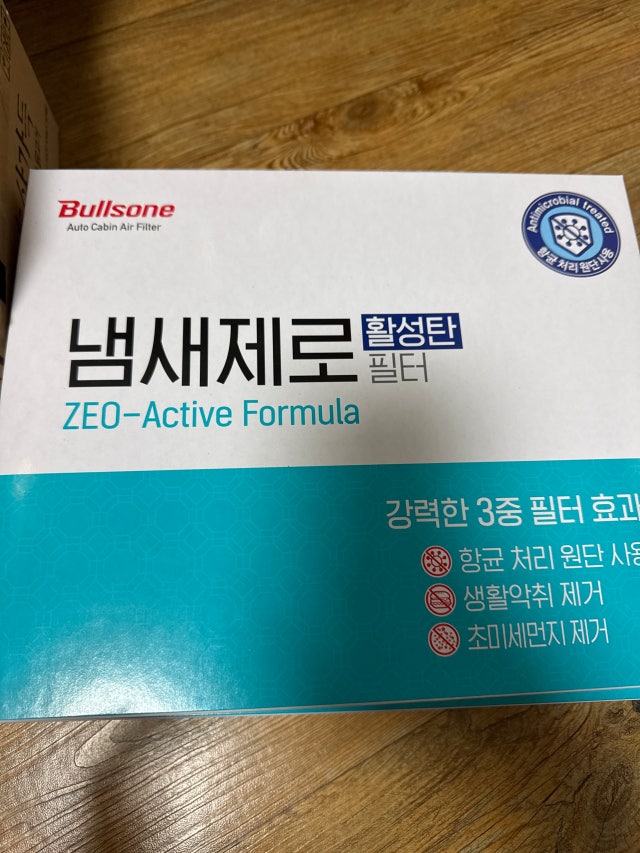 Bullsone
Auto Cabin Air Filter
Antimicrobial treated
항균 처리 원단 사용
냄새제로 활성탄
필터
ZEO-Active Formula
강력한 3중 필터 효과
항균 처리 원단 사용
생활악취 제거
초미세먼지 제거